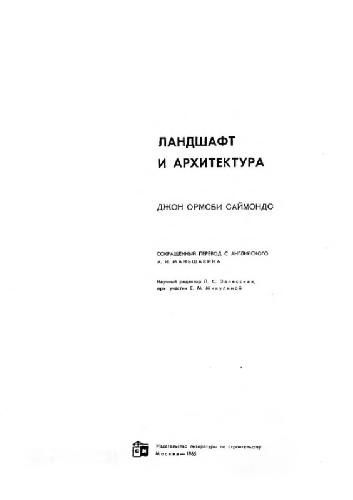 ЛАНДШАФТ
И АРХИТЕКТУРА
ДЖОН ОРМСБИ САЙМОНДС
СОКРАЩЕННЫЙ ПЕРЕВОД С АНГЛИЙСКОГО
А. И. МАНЬШАВИНА
Научный редактор Л. С. Залесская,
при участии Е. М. Микулиной
Издательство литературы по строительству
Москва—1965